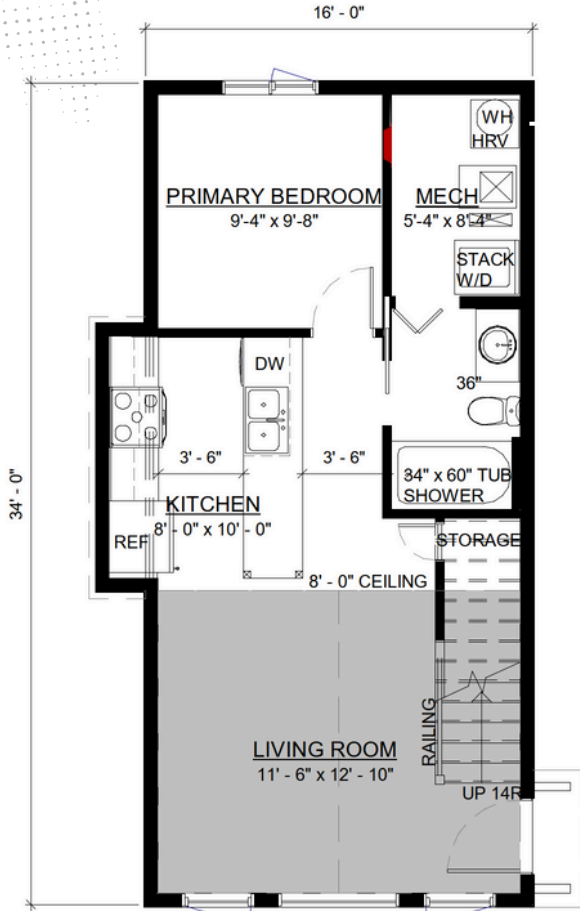 16' - 0"
WH
HRV
PRIMARY BEDROOM
9'-4" x 9'-8"
MECH
5'-4" x 8'-4"
STACK
W/D
DW
36"
34' - 0"
3' - 6"
3' - 6"
34" x 60" TUB
SHOWER
KITCHEN
8' - 0" x 10' - 0"
REF
STORAGE
8' - 0" CEILING
RAILING
LIVING ROOM
11' - 6" x 12' - 10"
UP 14R